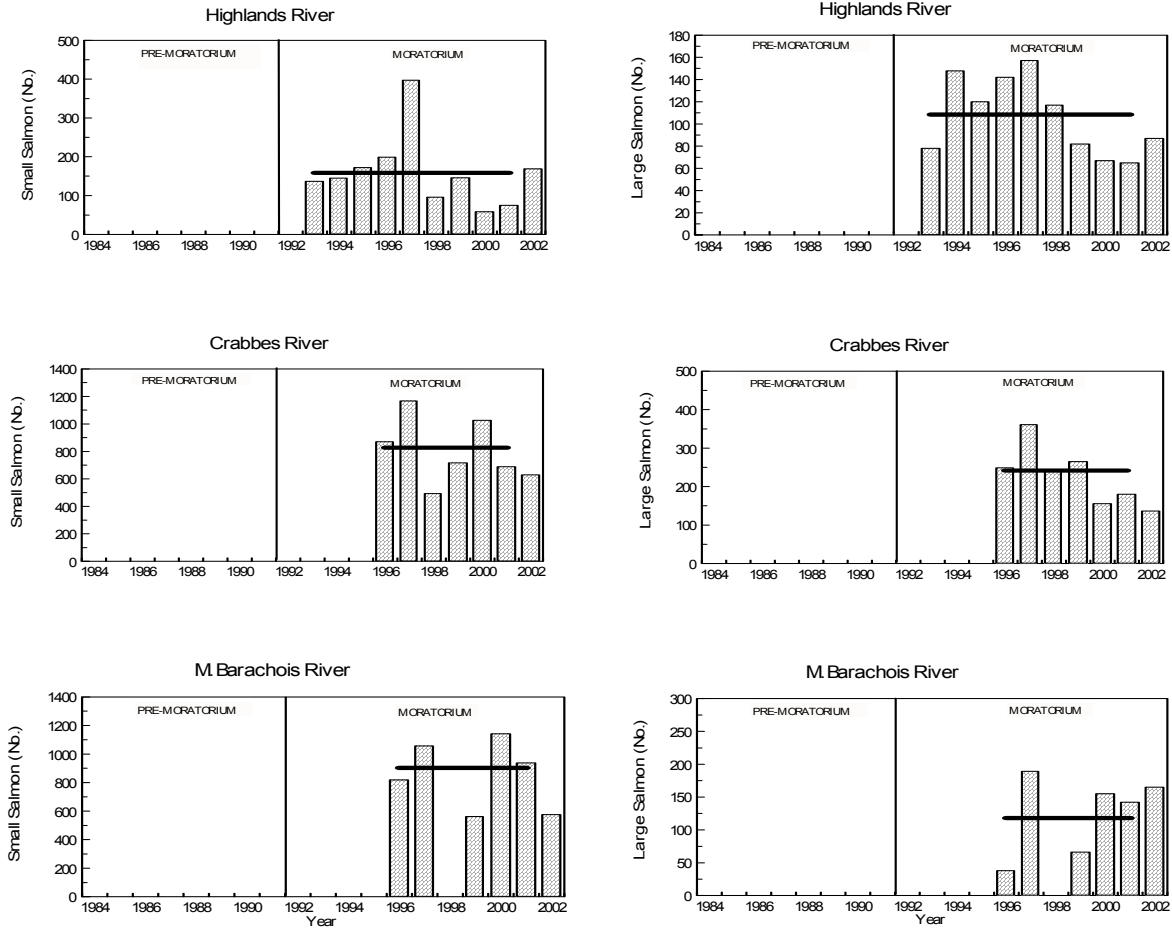 Highlands River
500
400
300
200
100
0
Small Salmon (No.)
PRE-MORATORIUM MORATORIUM
1984 1986 1988 1990 1992 1994 1996 1998 2000 2002
Highlands River
180
160
140
120
100
80
60
40
20
0
Large Salmon (No.)
PRE-MORATORIUM MORATORIUM
1984 1986 1988 1990 1992 1994 1996 1998 2000 2002
Crabbes River
1400
1200
1000
800
600
400
200
0
Small Salmon (No.)
PRE-MORATORIUM MORATORIUM
1984 1986 1988 1990 1992 1994 1996 1998 2000 2002
Crabbes River
500
400
300
200
100
0
Large Salmon (No.)
PRE-MORATORIUM MORATORIUM
1984 1986 1988 1990 1992 1994 1996 1998 2000 2002
M. Barachois River
1400
1200
1000
800
600
400
200
0
Small Salmon (No.)
PRE-MORATORIUM MORATORIUM
1984 1986 1988 1990 1992 1994 1996 1998 2000 2002
Year
M. Barachois River
300
250
200
150
100
50
0
Large Salmon (No.)
PRE-MORATORIUM MORATORIUM
1984 1986 1988 1990 1992 1994 1996 1998 2000 2002
Year